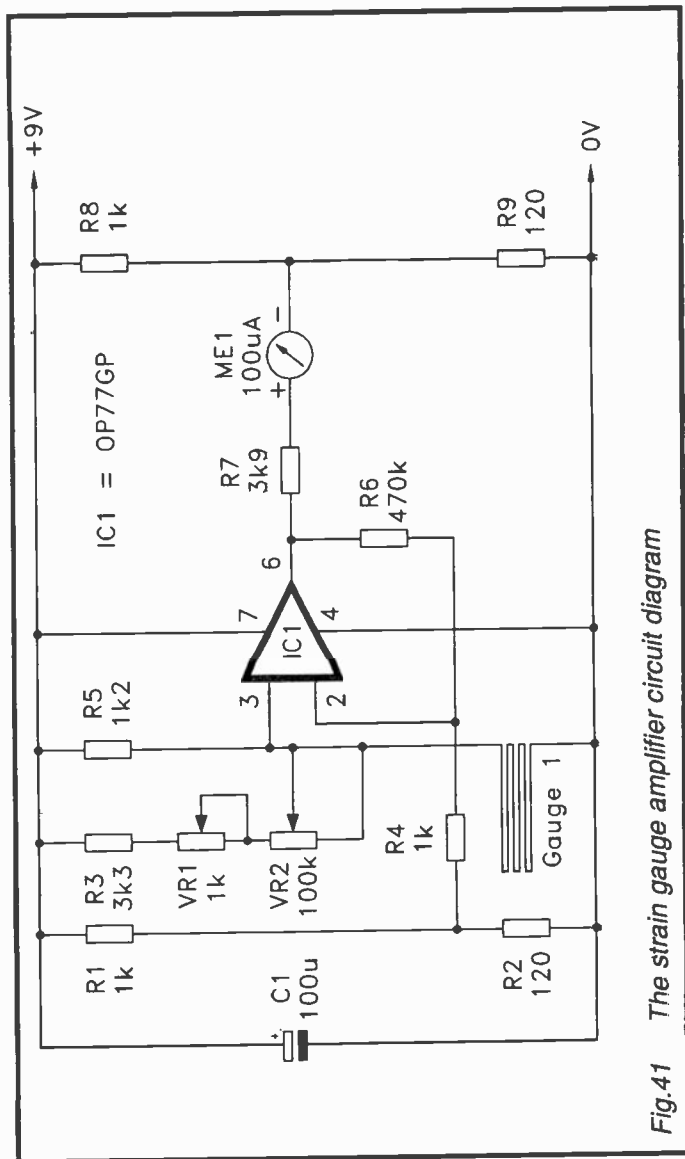 +9V
R1
1k
R3
3k3
R5
1k2
R8
1k
IC1 = OP77GP
VR1
1k
VR2
100k
C1
+
100u
3
2
7
6
4
IC1
R7
3k9
ME1
100uA
+
-
R6
470k
R4
1k
R2
120
Gauge 1
R9
120
0V
Fig.41 The strain gauge amplifier circuit diagram